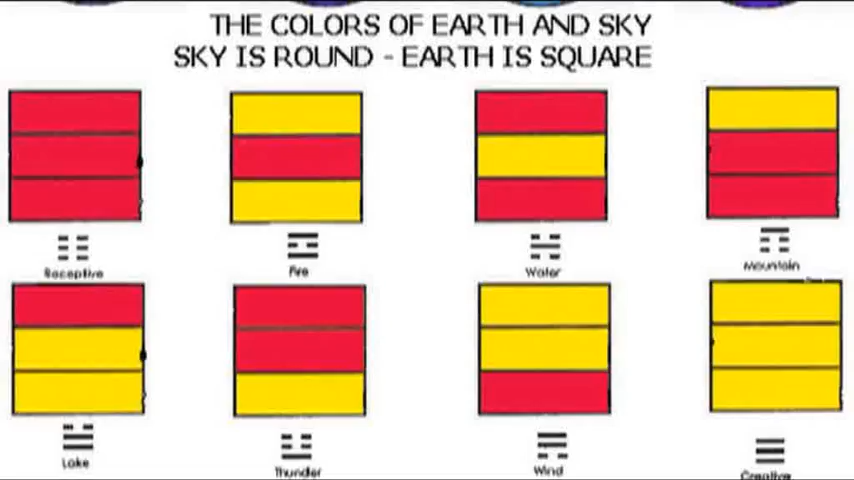 THE COLORS OF EARTH AND SKY
SKY IS ROUND - EARTH IS SQUARE
Receptive
Fire
Water
Mountain
Lake
Thunder
Wind
Creative